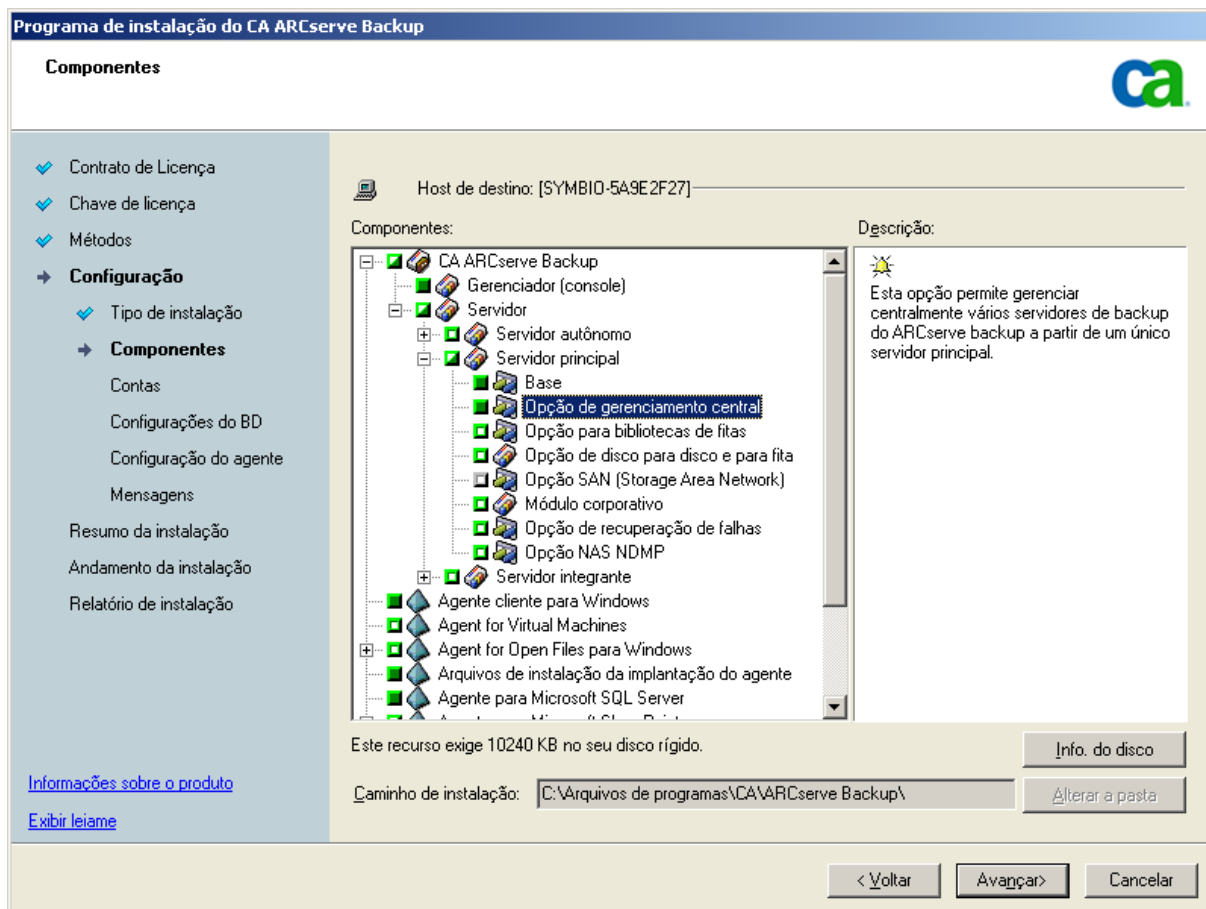 Programa de instalação do CA ARCserve Backup
Componentes
ca
Contrato de Licença
Chave de licença
Métodos
Configuração
Tipo de instalação
Componentes
Contas
Configurações do BD
Configuração do agente
Mensagens
Resumo da instalação
Andamento da instalação
Relatório de instalação
Informações sobre o produto
Exibir leiame
Host de destino: [SYMBIO-5A9E2F27]
Componentes:
CA ARCserve Backup
Gerenciador (console)
Servidor
Servidor autônomo
Servidor principal
Base
Opção de gerenciamento central
Opção para bibliotecas de fitas
Opção de disco para disco e para fita
Opção SAN (Storage Area Network)
Módulo corporativo
Opção de recuperação de falhas
Opção NAS NDMP
Servidor integrante
Agente cliente para Windows
Agent for Virtual Machines
Agent for Open Files para Windows
Arquivos de instalação da implantação do agente
Agente para Microsoft SQL Server
Descrição:
Esta opção permite gerenciar
centralmente vários servidores de backup
do ARCserve backup a partir de um único
servidor principal.
Este recurso exige 10240 KB no seu disco rígido.
Info. do disco
Caminho de instalação: C:\Arquivos de programas\CA\ARCserve Backup\
Alterar a pasta
< Voltar
Avançar>
Cancelar